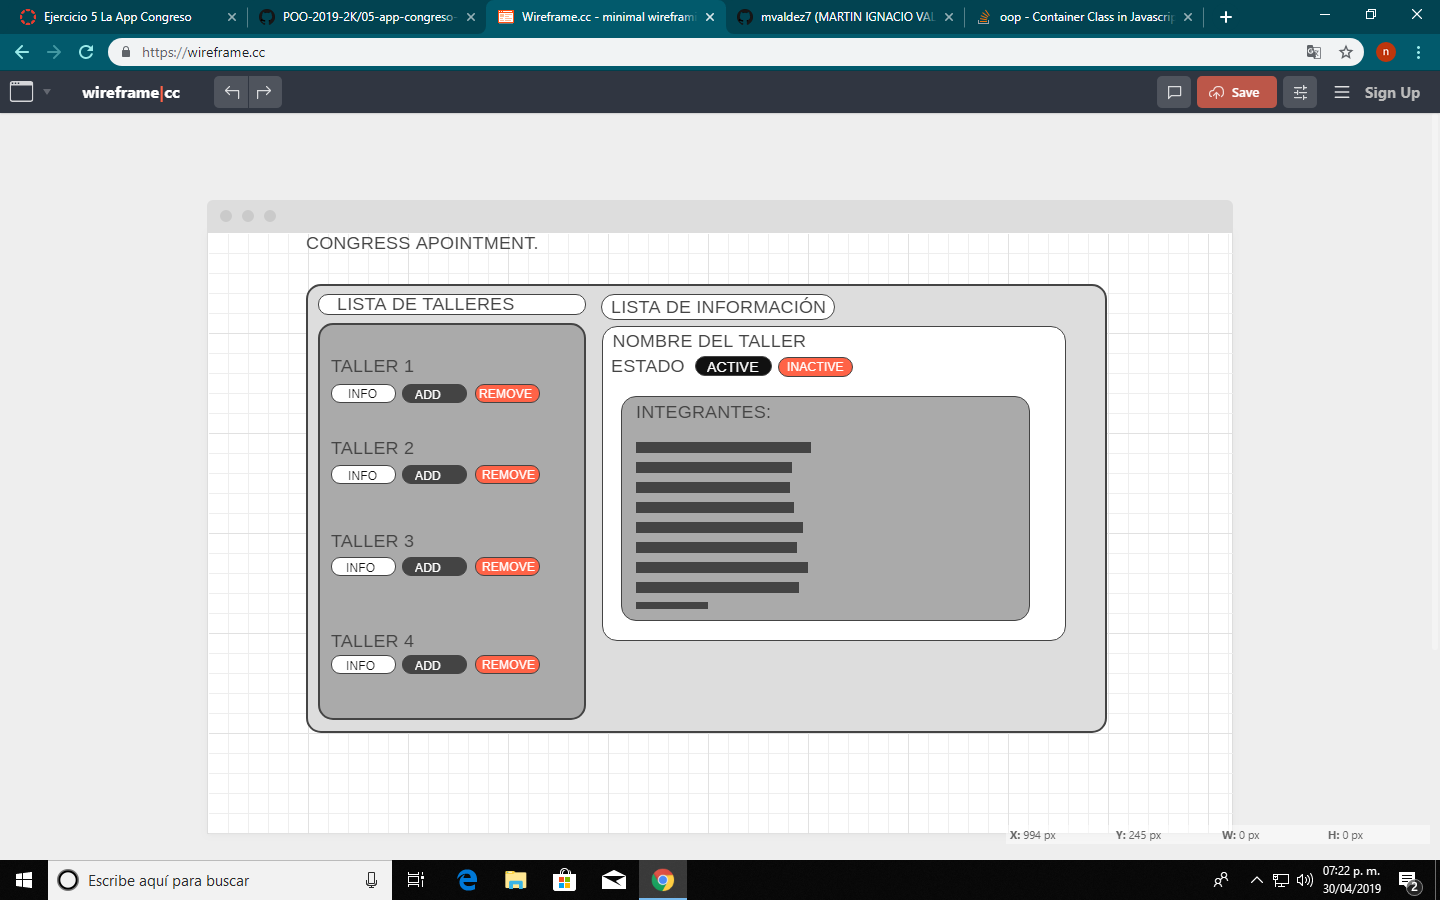 Ejercicio 5 La App Congreso
POO-2019-2K/05-app-congreso-
Wireframe.cc - minimal wirefram
mvaldez7 (MARTIN IGNACIO VAL
oop - Container Class in Javascrip
https://wireframe.cc
n
wireframe|cc
Save
Sign Up
CONGRESS APOINTMENT.
LISTA DE TALLERES
TALLER 1
INFO ADD REMOVE
TALLER 2
INFO ADD REMOVE
TALLER 3
INFO ADD REMOVE
TALLER 4
INFO ADD REMOVE
LISTA DE INFORMACIÓN
NOMBRE DEL TALLER
ESTADO ACTIVE INACTIVE
INTEGRANTES:
X: 994 px Y: 245 px W: 0 px H: 0 px
Escribe aquí para buscar
07:22 p. m.
30/04/2019
2